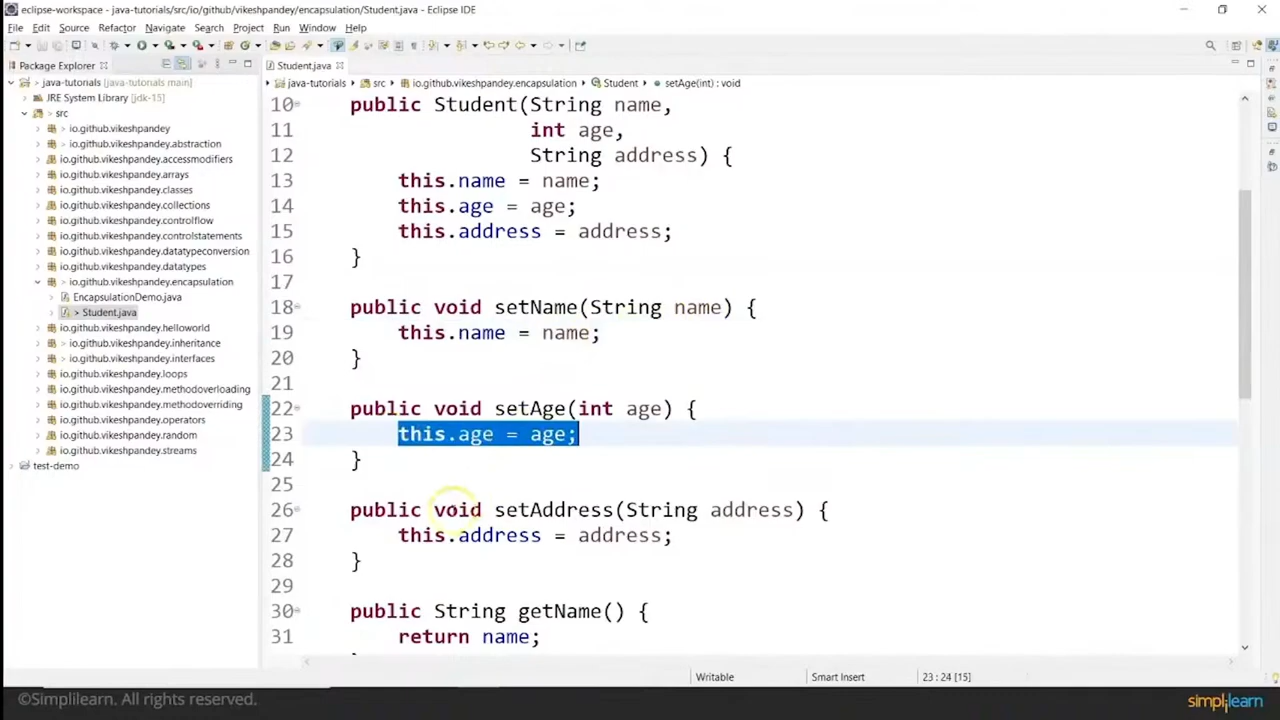 eclipse-workspace - java-tutorials/src/io/github/vikeshpandey/encapsulation/Student.java - Eclipse IDE
File Edit Source Refactor Navigate Search Project Run Window Help
Package Explorer
Student.java
java-tutorials [java-tutorials main]
JRE System Library [jdk-15]
src
io.github.vikeshpandey
io.github.vikeshpandey.abstraction
io.github.vikeshpandey.accessmodifiers
io.github.vikeshpandey.arrays
io.github.vikeshpandey.classes
io.github.vikeshpandey.collections
io.github.vikeshpandey.controlflow
io.github.vikeshpandey.controlstatements
io.github.vikeshpandey.datatypeconversion
io.github.vikeshpandey.datatypes
io.github.vikeshpandey.encapsulation
EncapsulationDemo.java
> Student.java
io.github.vikeshpandey.helloworld
io.github.vikeshpandey.inheritance
io.github.vikeshpandey.interfaces
io.github.vikeshpandey.loops
io.github.vikeshpandey.methodoverloading
io.github.vikeshpandey.methodoverriding
io.github.vikeshpandey.operators
io.github.vikeshpandey.random
io.github.vikeshpandey.streams
test-demo
java-tutorials src io.github.vikeshpandey.encapsulation Student setAge(int) : void
10 public Student(String name,
11 int age,
12 String address) {
13 this.name = name;
14 this.age = age;
15 this.address = address;
16 }
17
18 public void setName(String name) {
19 this.name = name;
20 }
21
22 public void setAge(int age) {
23 this.age = age;
24 }
25
26 public void setAddress(String address) {
27 this.address = address;
28 }
29
30 public String getName() {
31 return name;
Writable Smart Insert 23 : 24 [15]
©Simplilearn. All rights reserved.
simplilearn